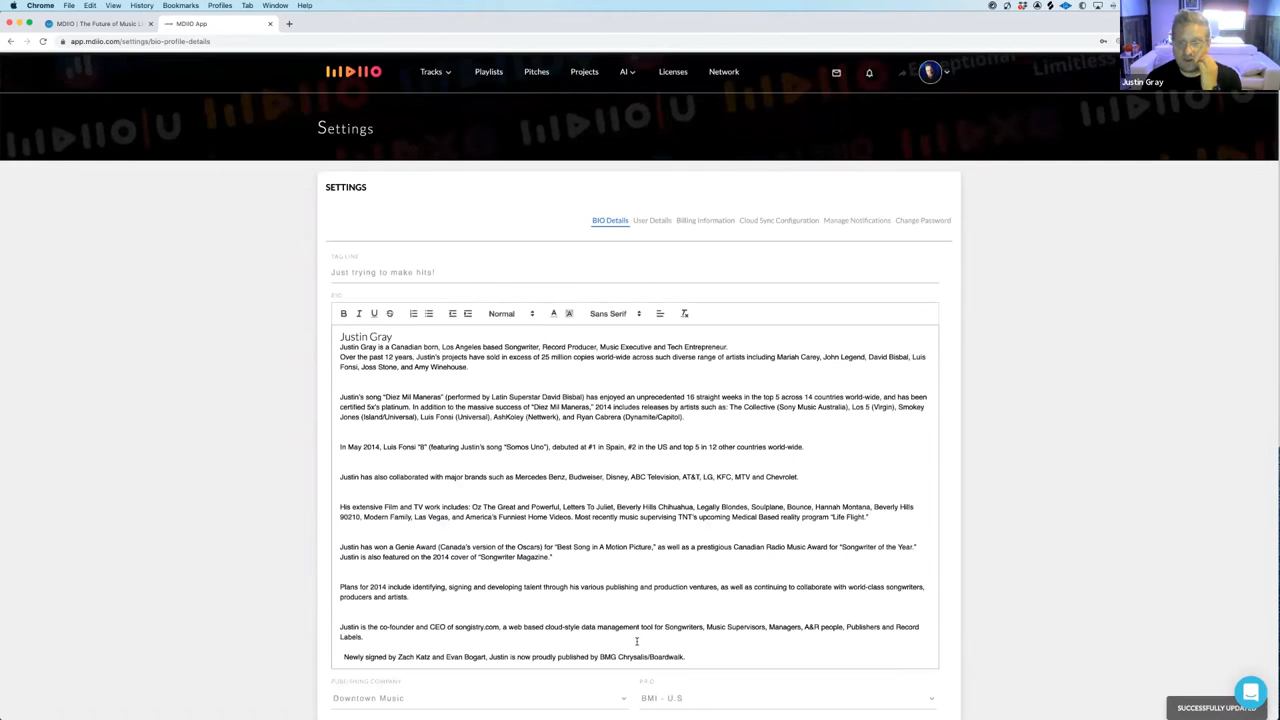 Chrome File Edit View History Bookmarks Profiles Tab Window Help
MDIIO | The Future of Music Li
MDIIO App
app.mdiio.com/settings/bio-profile-details
Justin Gray
MDIIO
Tracks Playlists Pitches Projects AI Licenses Network
Settings
SETTINGS
BIO Details User Details Billing Information Cloud Sync Configuration Manage Notifications Change Password
TAG LINE
Just trying to make hits!
Normal Sans Serif
Justin Gray
Justin Gray is a Canadian born, Los Angeles based Songwriter, Record Producer, Music Executive and Tech Entrepreneur.
Over the past 12 years, Justin's projects have sold in excess of 25 million copies world-wide across such diverse range of artists including Mariah Carey, John Legend, David Bisbal, Luis
Fonsi, Joss Stone, and Amy Winehouse.
Justin's song "Diez Mil Maneras" (performed by Latin Superstar David Bisbal) has enjoyed an unprecedented 16 straight weeks in the top 5 across 14 countries world-wide, and has been
certified 5x's platinum. In addition to the massive success of "Diez Mil Maneras," 2014 includes releases by artists such as: The Collective (Sony Music Australia), Los 5 (Virgin), Smokey
Jones (Island/Universal), Luis Fonsi (Universal), AshKoley (Nettwerk), and Ryan Cabrera (Dynamite/Capitol).
In May 2014, Luis Fonsi "8" (featuring Justin's song "Somos Uno"), debuted at #1 in Spain, #2 in the US and top 5 in 12 other countries world-wide.
Justin has also collaborated with major brands such as Mercedes Benz, Budweiser, Disney, ABC Television, AT&T, LG, KFC, MTV and Chevrolet.
His extensive Film and TV work includes: Oz The Great and Powerful, Letters To Juliet, Beverly Hills Chihuahua, Legally Blondes, Soulplane, Bounce, Hannah Montana, Beverly Hills
90210, Modern Family, Las Vegas, and America's Funniest Home Videos. Most recently music supervising TNT's upcoming Medical Based reality program "Life Flight."
Justin has won a Genie Award (Canada's version of the Oscars) for "Best Song in A Motion Picture," as well as a prestigious Canadian Radio Music Award for "Songwriter of the Year."
Justin is also featured on the 2014 cover of "Songwriter Magazine."
Plans for 2014 include identifying, signing and developing talent through his various publishing and production ventures, as well as continuing to collaborate with world-class songwriters,
producers and artists.
Justin is the co-founder and CEO of songistry.com, a web based cloud-style data management tool for Songwriters, Music Supervisors, Managers, A&R people, Publishers and Record
Labels.
Newly signed by Zach Katz and Evan Bogart, Justin is now proudly published by BMG Chrysalis/Boardwalk.
PUBLISHING COMPANY P.R.O
Downtown Music BMI - U.S
SUCCESSFULLY UPDATED